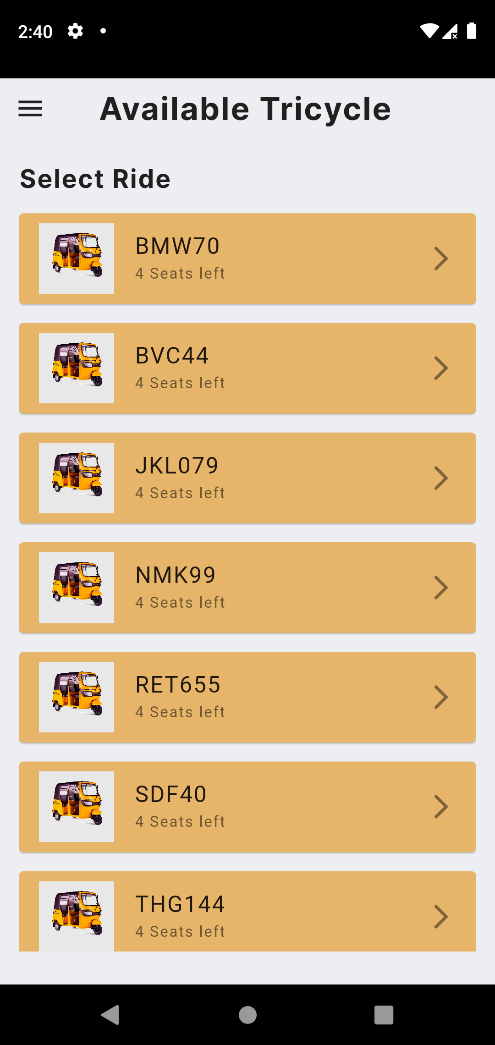 2:40
Available Tricycle
Select Ride
BMW70
4 Seats left
BVC44
4 Seats left
JKL079
4 Seats left
NMK99
4 Seats left
RET655
4 Seats left
SDF40
4 Seats left
THG144
4 Seats left